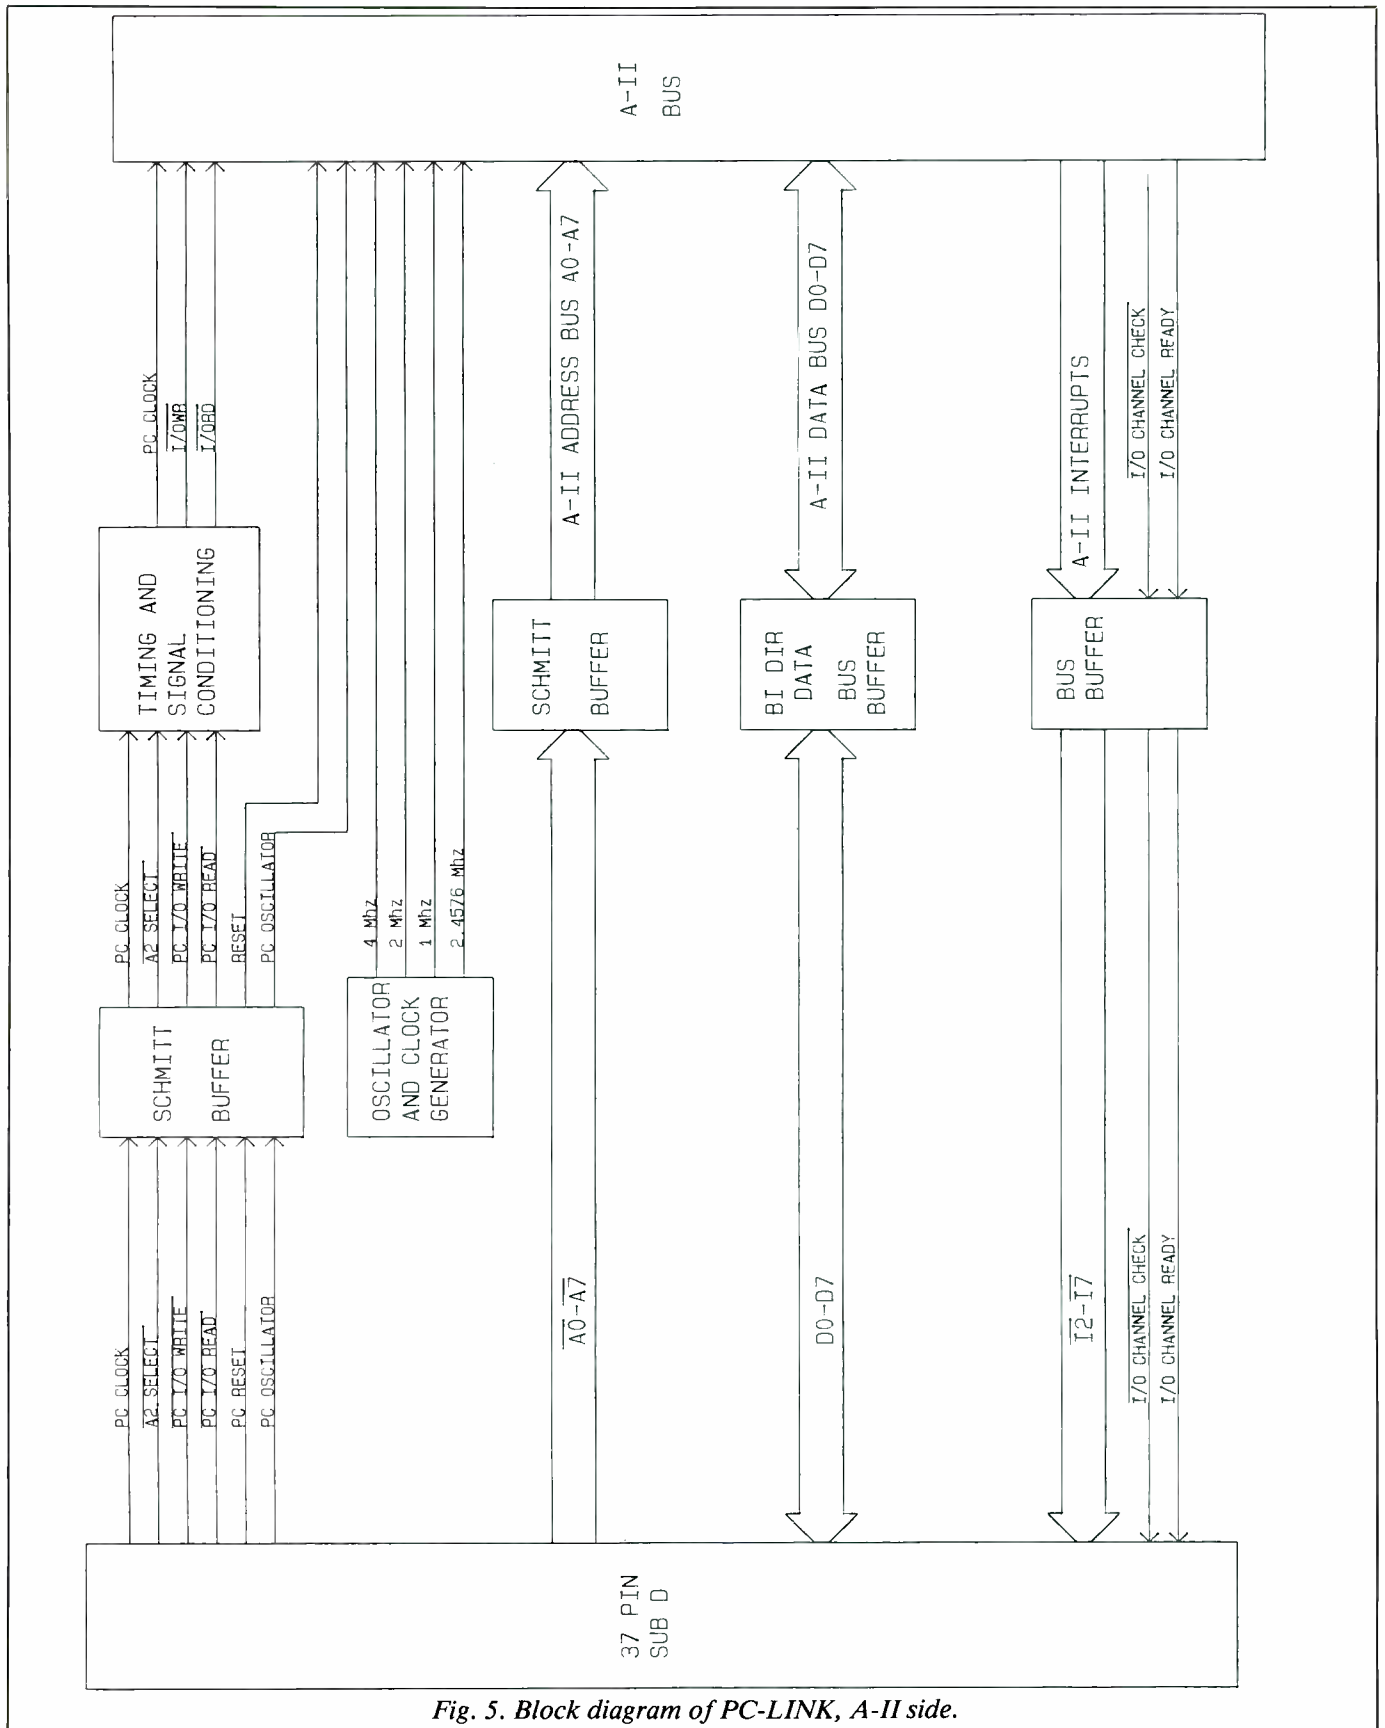 A-II
BUS
PC CLOCK
I/OWR
I/ORD
A-II ADDRESS BUS A0-A7
A-II DATA BUS D0-D7
A-II INTERRUPTS
I/O CHANNEL CHECK
I/O CHANNEL READY
TIMING AND
SIGNAL
CONDITIONING
SCHMITT
BUFFER
BI DIR
DATA
BUS
BUFFER
BUS
BUFFER
PC CLOCK
A2 SELECT
PC I/O WRITE
PC I/O READ
RESET
PC OSCILLATOR
4 Mhz
2 Mhz
1 Mhz
2.4576 Mhz
SCHMITT
BUFFER
OSCILLATOR
AND CLOCK
GENERATOR
PC CLOCK
A2 SELECT
PC I/O WRITE
PC I/O READ
PC RESET
PC OSCILLATOR
A0-A7
D0-D7
I2-I7
I/O CHANNEL CHECK
I/O CHANNEL READY
37 PIN
SUB D
Fig. 5. Block diagram of PC-LINK, A-II side.